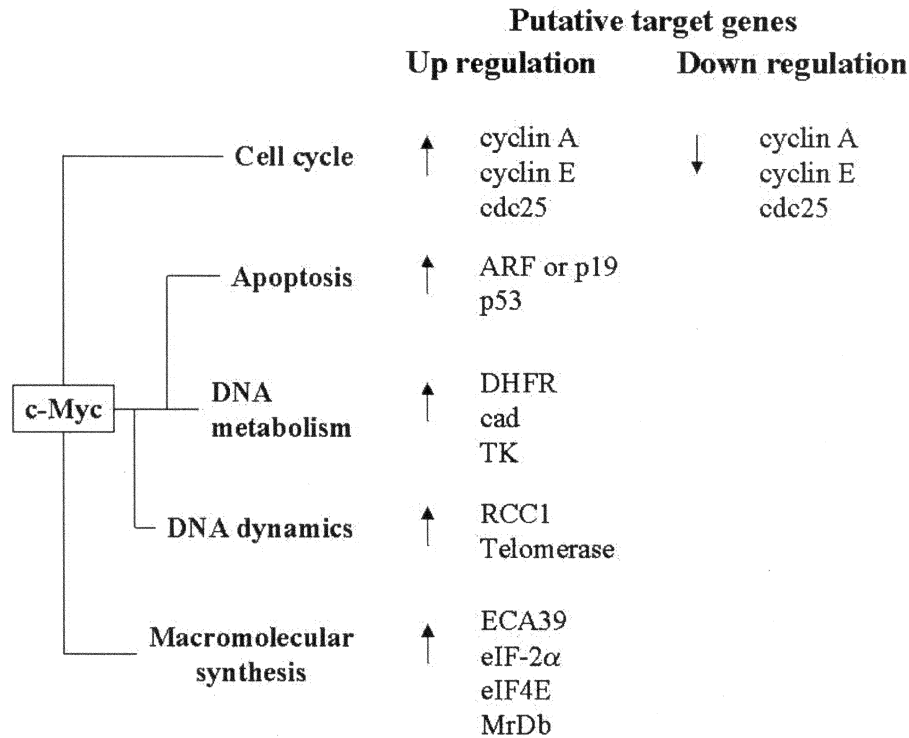 Putative target genes
Up regulation Down regulation
Cell cycle
cyclin A
cyclin E
cdc25
cyclin A
cyclin E
cdc25
Apoptosis
ARF or p19
p53
c-Myc
DNA
metabolism
DHFR
cad
TK
DNA dynamics
RCC1
Telomerase
Macromolecular
synthesis
ECA39
eIF-2α
eIF4E
MrDb